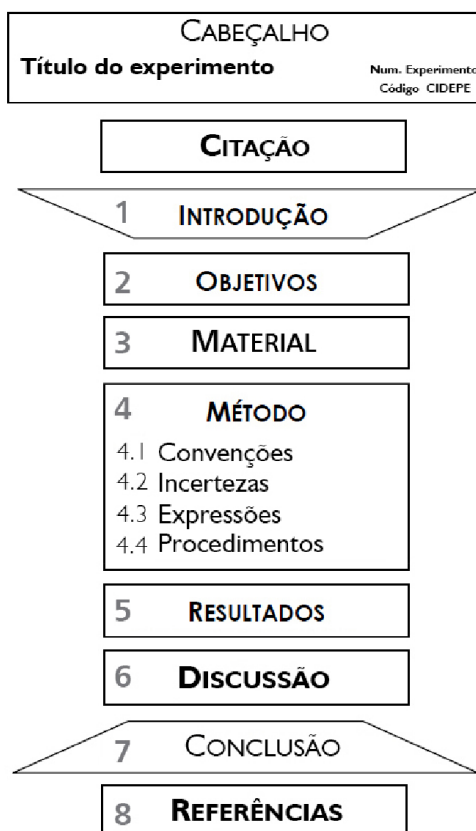 CABEÇALHO
Título do experimento
Num. Experimento
Código CIDEPE
CITAÇÃO
1 INTRODUÇÃO
2 OBJETIVOS
3 MATERIAL
4 MÉTODO
4.1 Convenções
4.2 Incertezas
4.3 Expressões
4.4 Procedimentos
5 RESULTADOS
6 DISCUSSÃO
7 CONCLUSÃO
8 REFERÊNCIAS